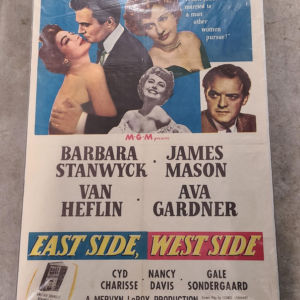 married to
a man
other
women
pursue!"
M-G-M presents
BARBARA · JAMES
STANWYCK MASON
VAN · AVA
HEFLIN GARDNER
EAST SIDE, WEST SIDE
CYD NANCY GALE
CHARISSE · DAVIS · SONDERGAARD
A MERVYN LeROY PRODUCTION